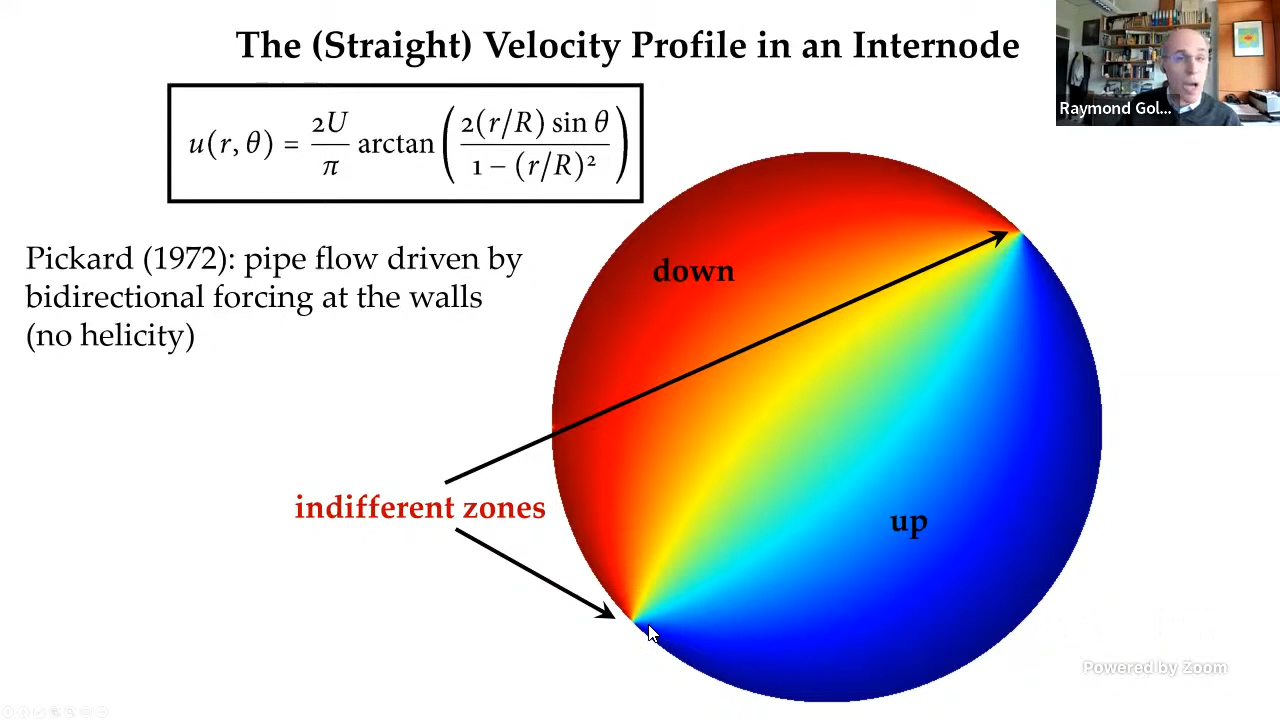 The (Straight) Velocity Profile in an Internode
u(r, θ) = 2U/π arctan ( 2(r/R) sin θ / 1 − (r/R)² )
Raymond Gol...
Pickard (1972): pipe flow driven by
bidirectional forcing at the walls
(no helicity)
down
indifferent zones
up
Powered by Zoom